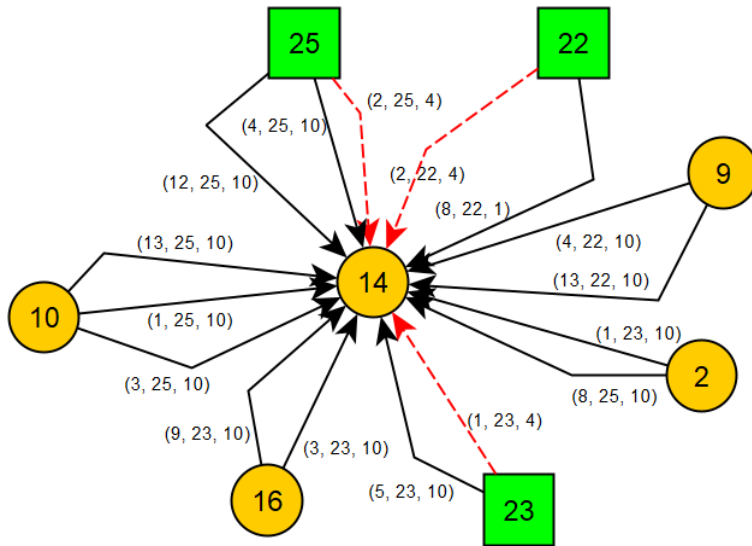 25
22
(2, 25, 4)
(4, 25, 10)
(2, 22, 4)
9
(12, 25, 10)
(8, 22, 1)
(4, 22, 10)
(13, 25, 10)
(13, 22, 10)
14
10
(1, 25, 10)
(1, 23, 10)
2
(3, 25, 10)
(8, 25, 10)
(1, 23, 4)
(9, 23, 10)
(3, 23, 10)
(5, 23, 10)
16
23